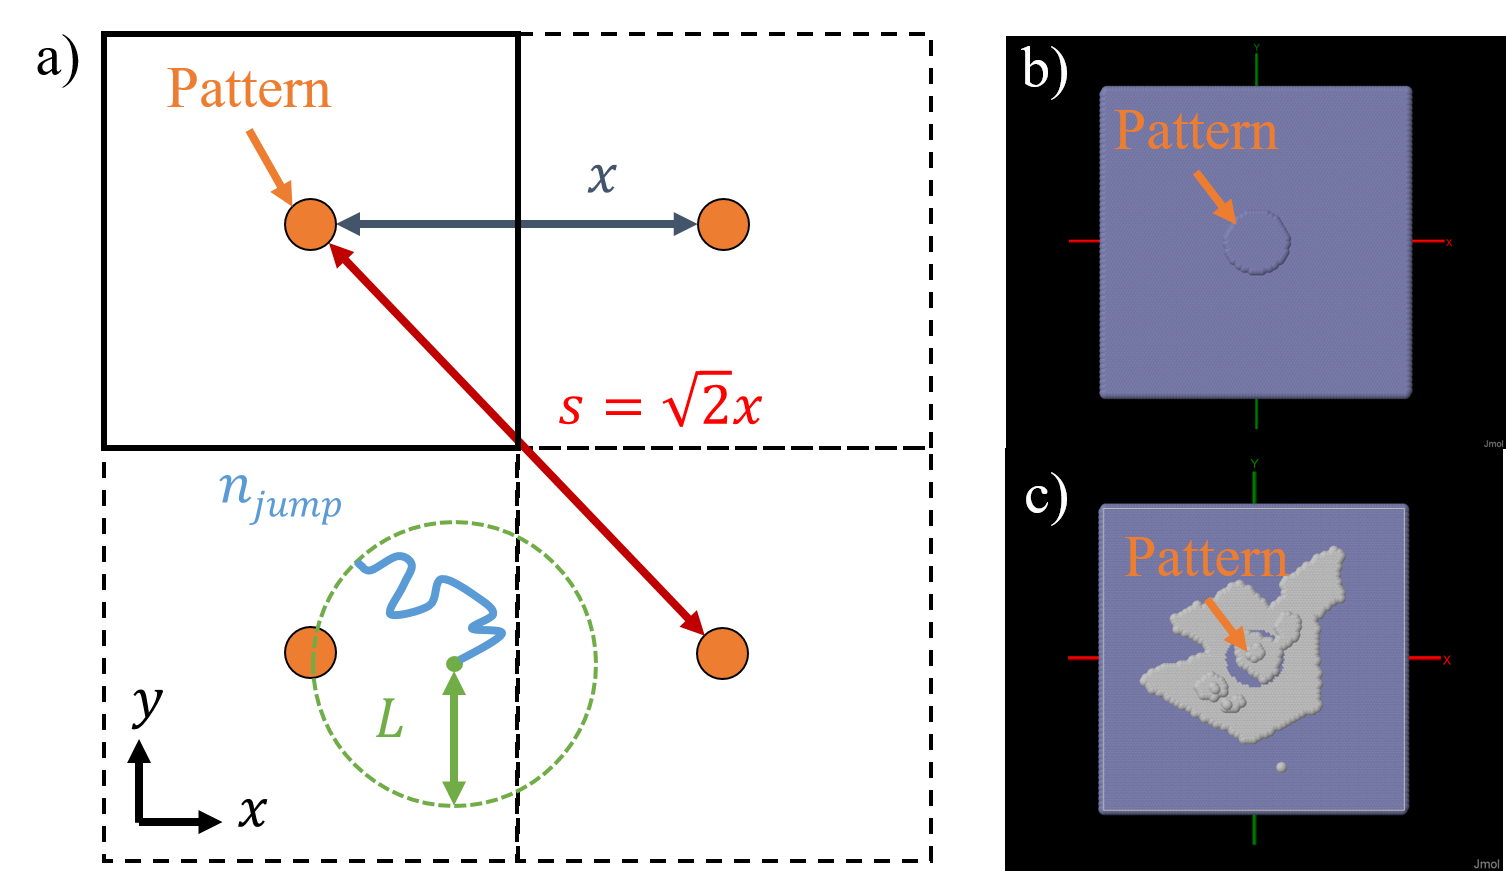 a)
Pattern
x
s = √2x
n_jump
L
y
x
b)
Y
Pattern
X
Jmol
c)
Y
Pattern
X
Jmol